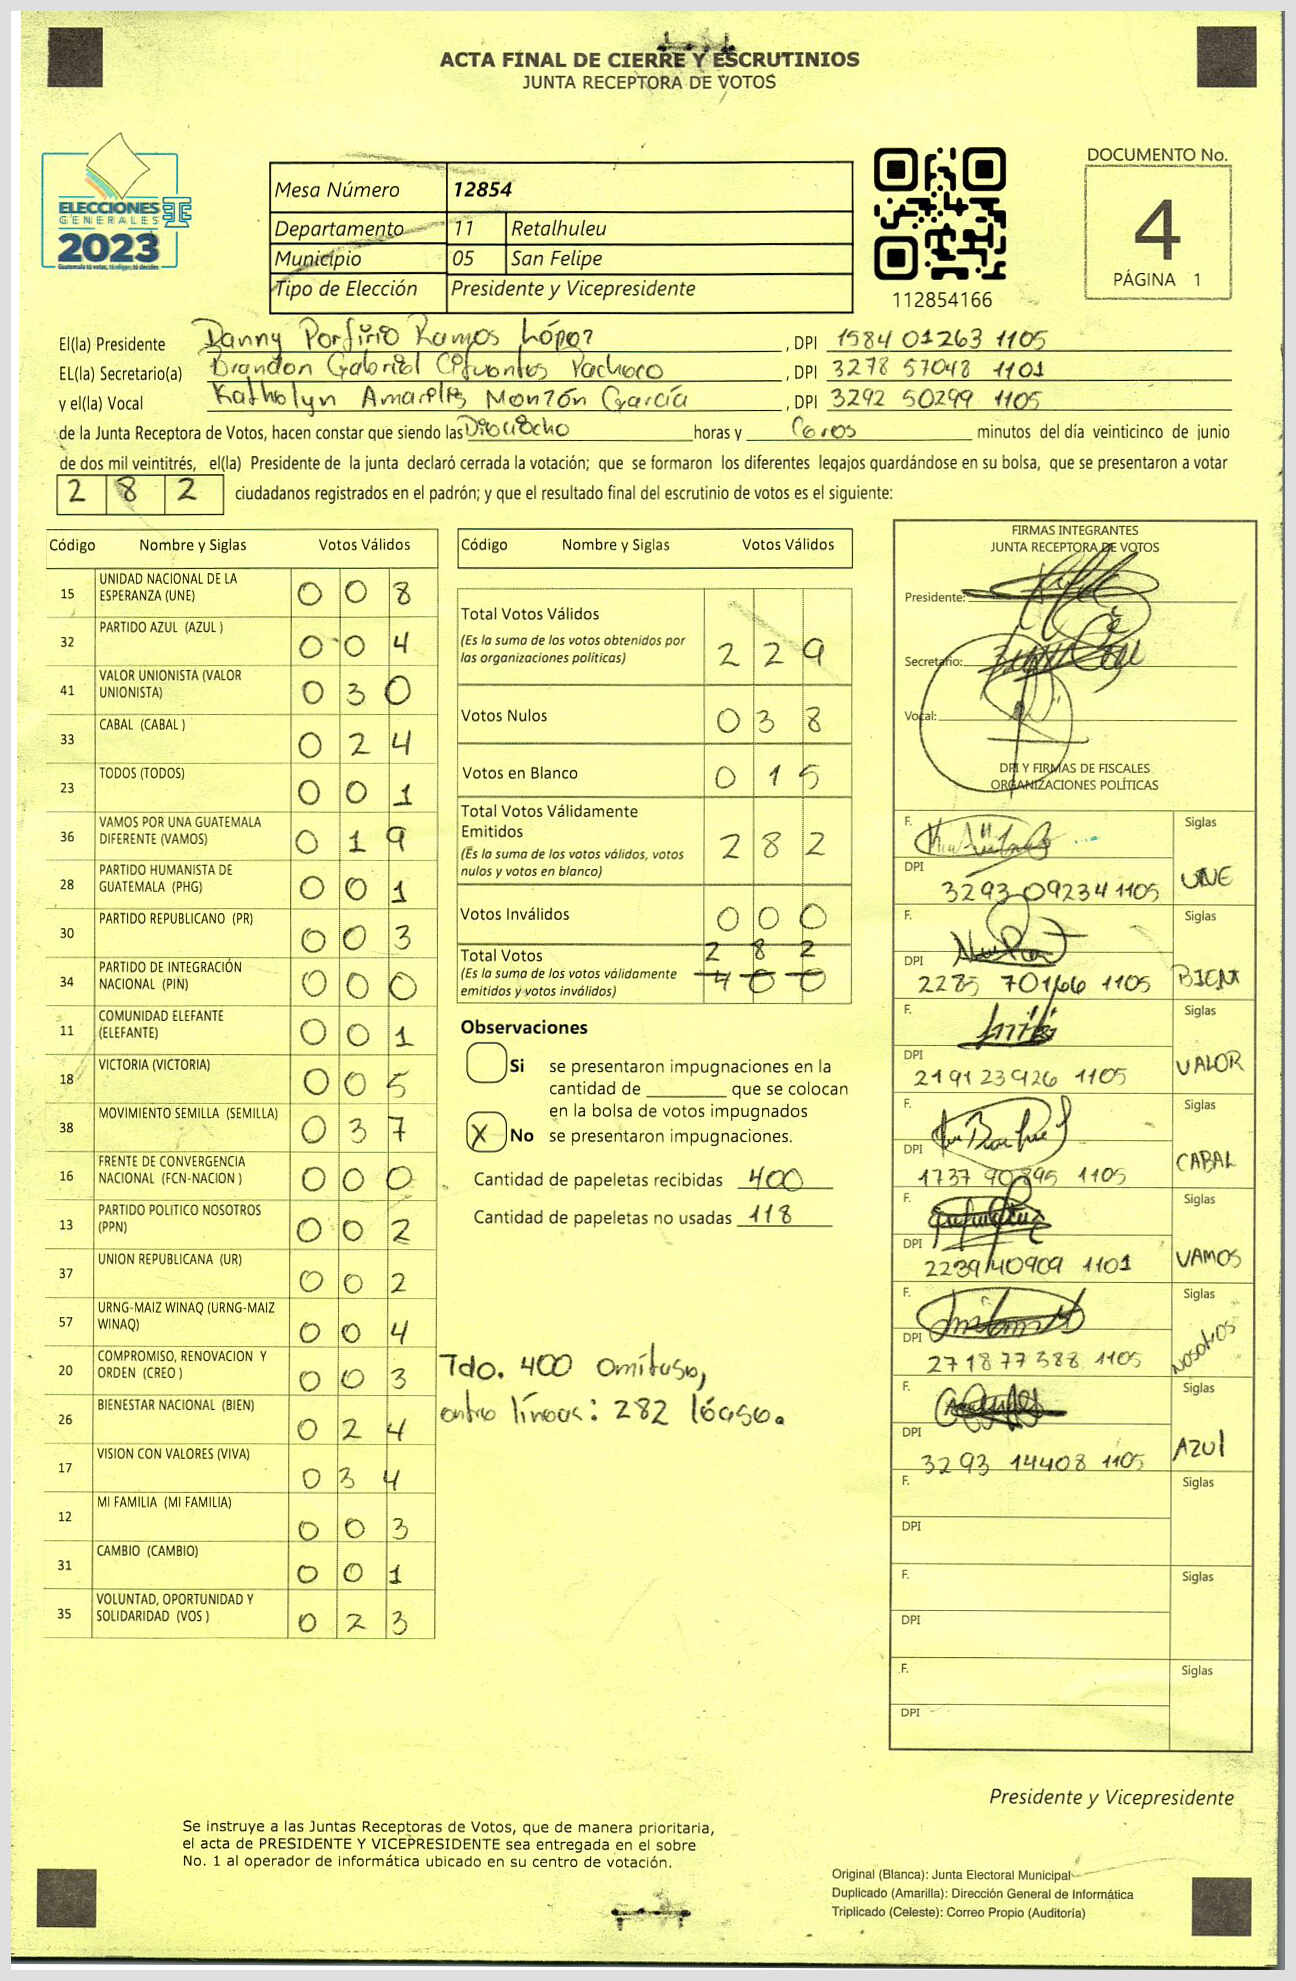 ACTA FINAL DE CIERRE Y ESCRUTINIOS
JUNTA RECEPTORA DE VOTOS
ELECCIONES
GENERALES
2023
Mesa Número 12854
Departamento 11 Retalhuleu
Municipio 05 San Felipe
Tipo de Elección Presidente y Vicepresidente
112854166
DOCUMENTO No.
4
PÁGINA 1
El(la) Presidente Danny Porfirio Ramos López, DPI 1584 01263 1105
EL(la) Secretario(a) Brandon Gabriel Cifuentes Pacheco, DPI 3278 57048 1101
y el(la) Vocal Katholyn Amarilis Monzón García, DPI 3292 50299 1105
de la Junta Receptora de Votos, hacen constar que siendo las Dieciocho horas y Ceros minutos del día veinticinco de junio
de dos mil veintitrés, el(la) Presidente de la junta declaró cerrada la votación; que se formaron los diferentes legajos guardándose en su bolsa, que se presentaron a votar
2 8 2 ciudadanos registrados en el padrón; y que el resultado final del escrutinio de votos es el siguiente:
Código Nombre y Siglas Votos Válidos
15 UNIDAD NACIONAL DE LA ESPERANZA (UNE) 0 0 8
32 PARTIDO AZUL (AZUL ) 0 0 4
41 VALOR UNIONISTA (VALOR UNIONISTA) 0 3 0
33 CABAL (CABAL ) 0 2 4
23 TODOS (TODOS) 0 0 1
36 VAMOS POR UNA GUATEMALA DIFERENTE (VAMOS) 0 1 9
28 PARTIDO HUMANISTA DE GUATEMALA (PHG) 0 0 1
30 PARTIDO REPUBLICANO (PR) 0 0 3
34 PARTIDO DE INTEGRACIÓN NACIONAL (PIN) 0 0 0
11 COMUNIDAD ELEFANTE (ELEFANTE) 0 0 1
18 VICTORIA (VICTORIA) 0 0 5
38 MOVIMIENTO SEMILLA (SEMILLA) 0 3 7
16 FRENTE DE CONVERGENCIA NACIONAL (FCN-NACION ) 0 0 0
13 PARTIDO POLITICO NOSOTROS (PPN) 0 0 2
37 UNION REPUBLICANA (UR) 0 0 2
57 URNG-MAIZ WINAQ (URNG-MAIZ WINAQ) 0 0 4
20 COMPROMISO, RENOVACION Y ORDEN (CREO ) 0 0 3
26 BIENESTAR NACIONAL (BIEN) 0 2 4
17 VISION CON VALORES (VIVA) 0 3 4
12 MI FAMILIA (MI FAMILIA) 0 0 3
31 CAMBIO (CAMBIO) 0 0 1
35 VOLUNTAD, OPORTUNIDAD Y SOLIDARIDAD (VOS ) 0 2 3
Código Nombre y Siglas Votos Válidos
Total Votos Válidos
(Es la suma de los votos obtenidos por
las organizaciones politicas) 2 2 9
Votos Nulos 0 3 8
Votos en Blanco 0 1 5
Total Votos Válidamente
Emitidos
(Es la suma de los votos válidos, votos
nulos y votos en blanco) 2 8 2
Votos Inválidos 0 0 0
Total Votos 2 8 2
(Es la suma de los votos válidamente
emitidos y votos inválidos) 4 0 0
Observaciones
Si se presentaron impugnaciones en la
cantidad de ________ que se colocan
en la bolsa de votos impugnados
X No se presentaron impugnaciones.
Cantidad de papeletas recibidas 400
Cantidad de papeletas no usadas 118
Tdo. 400 omitase,
entre líneas: 282 léase.
FIRMAS INTEGRANTES
JUNTA RECEPTORA DE VOTOS
Presidente:
Secretario:
Vocal:
DPI Y FIRMAS DE FISCALES
ORGANIZACIONES POLÍTICAS
F. Siglas
DPI 3293 09234 1105 UNE
F. Siglas
DPI 2285 70166 1105 BIEN
F. Siglas
DPI 2191 23926 1105 VALOR
F. Siglas
DPI 1737 90895 1105 CABAL
F. Siglas
DPI 2239 40909 1101 VAMOS
F. Siglas
DPI 2718 77388 1105 NOSOTROS
F. Siglas
DPI 3293 14408 1105 AZUL
F. Siglas
DPI
F. Siglas
DPI
F. Siglas
DPI
Presidente y Vicepresidente
Se instruye a las Juntas Receptoras de Votos, que de manera prioritaria,
el acta de PRESIDENTE Y VICEPRESIDENTE sea entregada en el sobre
No. 1 al operador de informática ubicado en su centro de votación.
Original (Blanca): Junta Electoral Municipal
Duplicado (Amarilla): Dirección General de Informática
Triplicado (Celeste): Correo Propio (Auditoría)